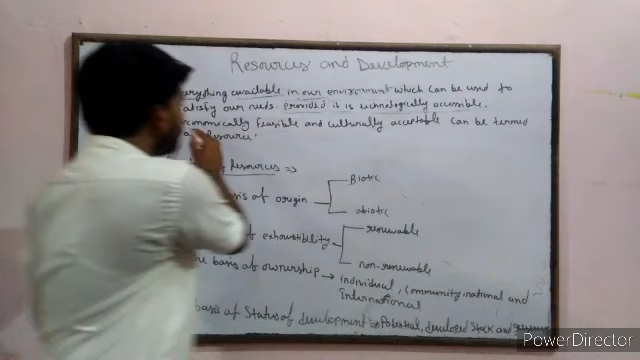 Resources and Development
everything available in our environment which can be used to
satisfy our needs. provided it is technologically accessible,
economically feasible and culturally acceptable can be termed
as Resource.
Resources =>
basis of origin
Biotic
abiotic
of exhaustibility
renewable
non-renewable
the basis of ownership → individual, community, national and
International
basis of Status of development → Potential, developed Stock and
PowerDirector